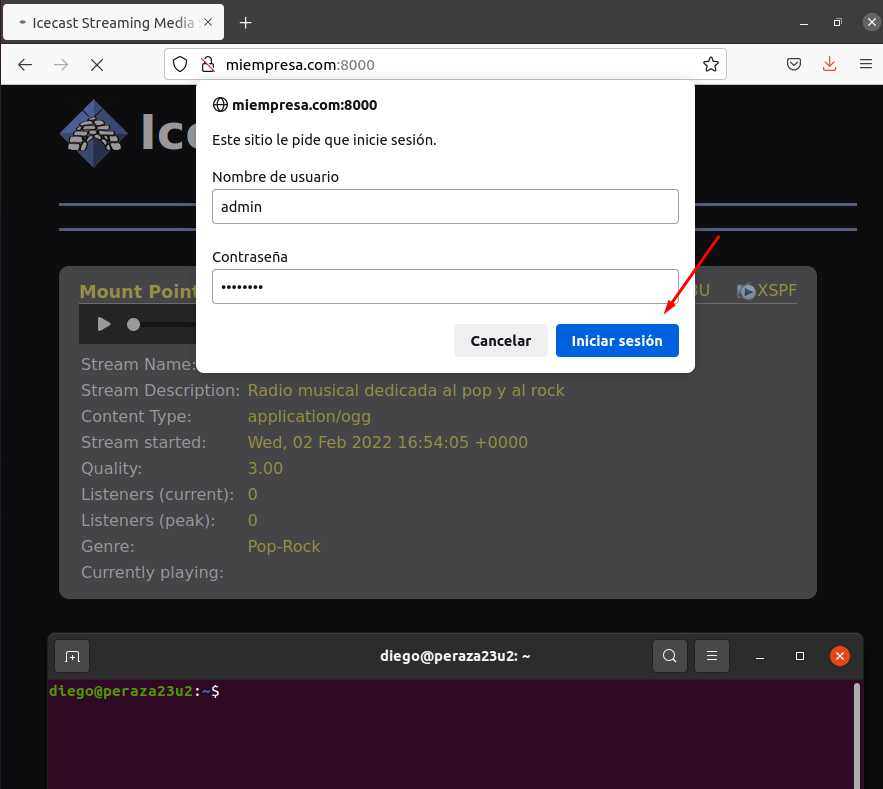 Icecast Streaming Media S
miempresa.com:8000
miempresa.com:8000
Este sitio le pide que inicie sesión.
Nombre de usuario
admin
Contraseña
Cancelar
Iniciar sesión
Ice
Mount Point
3U XSPF
Stream Name:
Stream Description: Radio musical dedicada al pop y al rock
Content Type: application/ogg
Stream started: Wed, 02 Feb 2022 16:54:05 +0000
Quality: 3.00
Listeners (current): 0
Listeners (peak): 0
Genre: Pop-Rock
Currently playing:
diego@peraza23u2: ~
diego@peraza23u2:~$